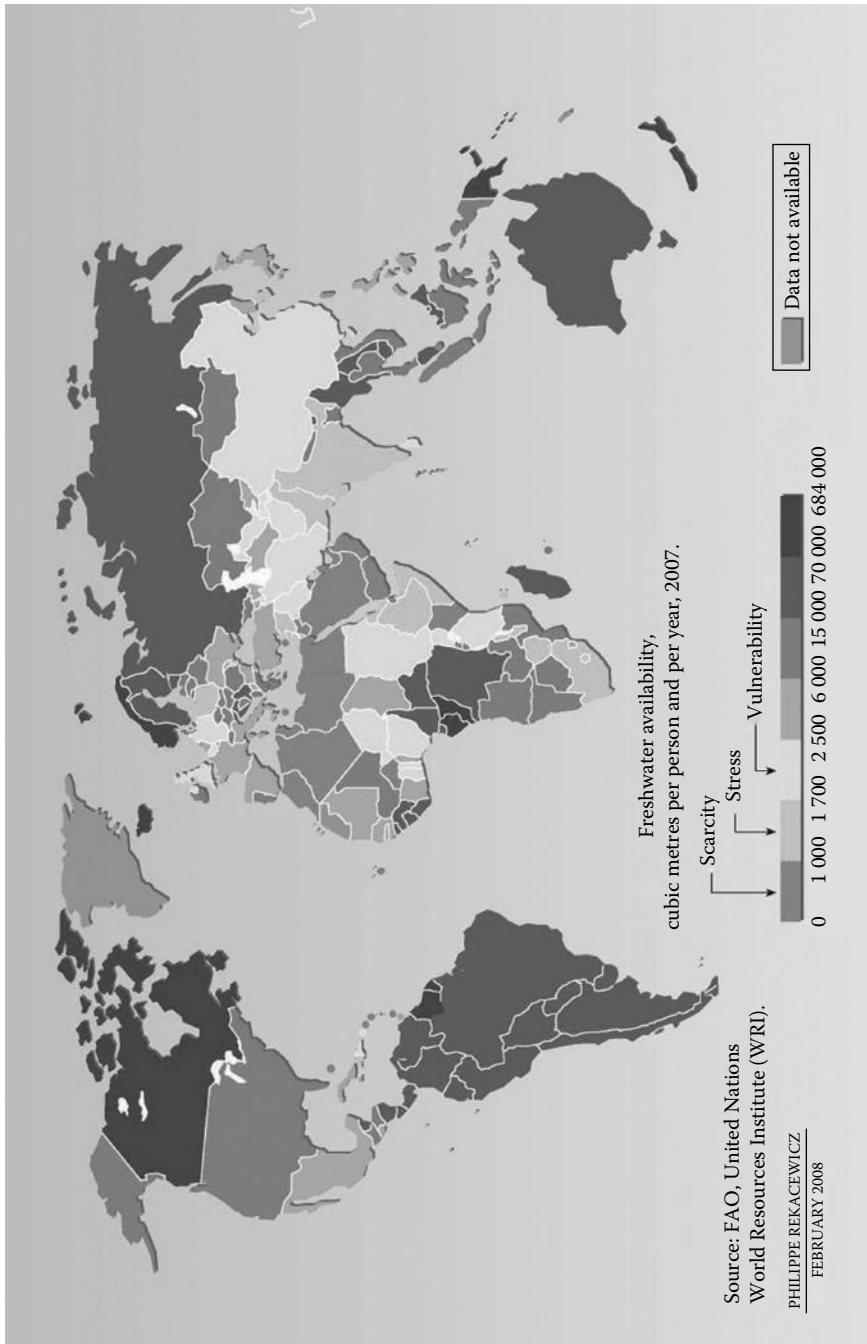 Freshwater availability,
cubic metres per person and per year, 2007.
Scarcity
Stress
Vulnerability
0 1 000 1 700 2 500 6 000 15 000 70 000 684 000
Data not available
Source: FAO, United Nations
World Resources Institute (WRI).
PHILIPPE REKACEWICZ
FEBRUARY 2008